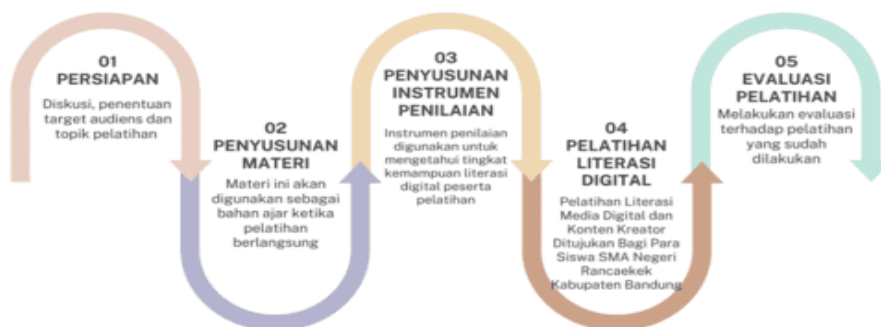 01
PERSIAPAN
Diskusi, penentuan
target audiens dan
topik pelatihan
02
PENYUSUNAN
MATERI
Materi ini akan
digunakan sebagai
bahan ajar ketika
pelatihan
berlangsung
03
PENYUSUNAN
INSTRUMEN
PENILAIAN
Instrumen penilaian
digunakan untuk
mengetahui tingkat
kemampuan literasi
digital peserta
pelatihan
04
PELATIHAN
LITERASI
DIGITAL
Pelatihan Literasi
Media Digital dan
Konten Kreator
Ditujukan Bagi Para
Siswa SMA Negeri
Rancaekek
Kabupaten Bandung
05
EVALUASI
PELATIHAN
Melakukan evaluasi
terhadap pelatihan
yang sudah
dilakukan